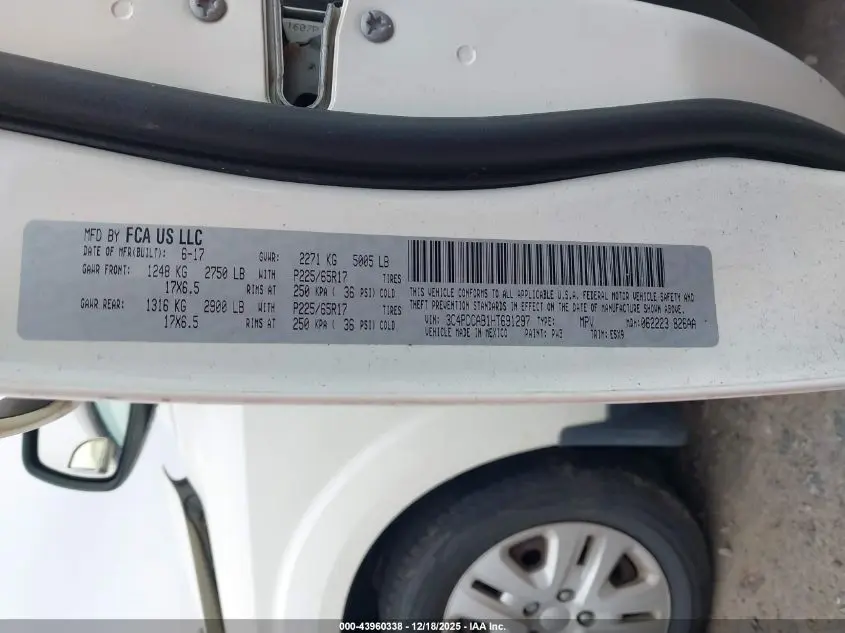 1607P
MFD BY FCA US LLC
DATE OF MFR(BUILT): 6-17 GVWR: 2271 KG 5005 LB
GAWR FRONT: 1248 KG 2750 LB WITH P225/65R17 TIRES
17X6.5 RIMS AT 250 KPA ( 36 PSI) COLD
GAWR REAR: 1316 KG 2900 LB WITH P225/65R17 TIRES
17X6.5 RIMS AT 250 KPA ( 36 PSI) COLD
THIS VEHICLE CONFORMS TO ALL APPLICABLE U.S.A. FEDERAL MOTOR VEHICLE SAFETY AND
THEFT PREVENTION STANDARDS IN EFFECT ON THE DATE OF MANUFACTURE SHOWN ABOVE.
VIN: 3C4PDCAB1HT691297 TYPE: MPV MDH: 062223 826AA
VEHICLE MADE IN MEXICO PAINT: PW3 TRIM: E5X9
000-43960338 - 12/18/2025 - IAA Inc.